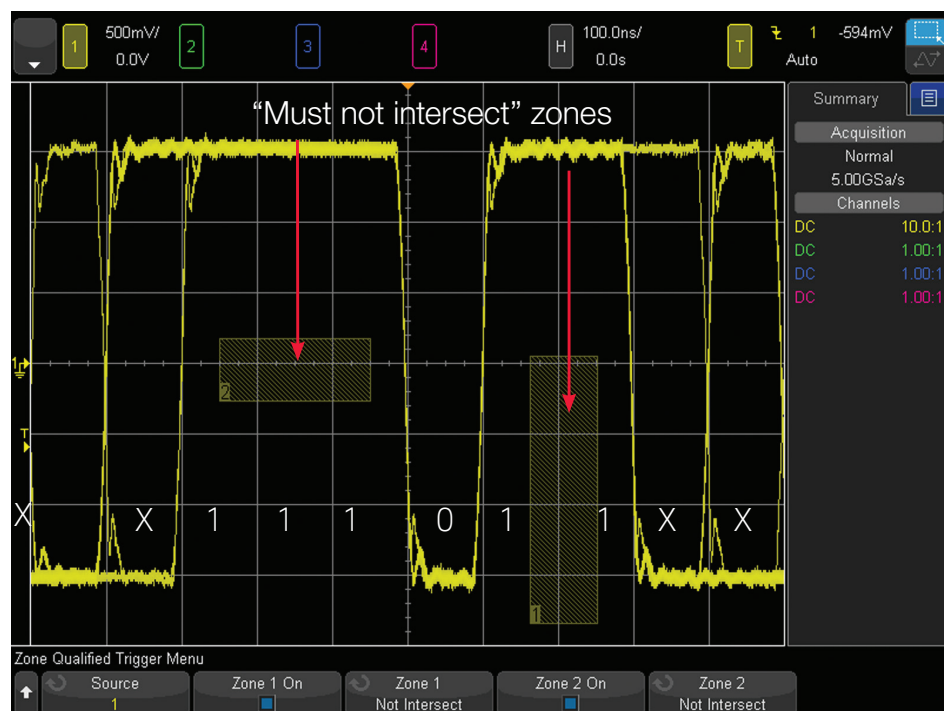 1 500mV/ 2 3 4 H 100.0ns/ T 1 -594mV
0.0V 0.0s Auto
Summary
“Must not intersect” zones
Acquisition
Normal
5.00GSa/s
Channels
DC 10.0:1
DC 1.00:1
DC 1.00:1
DC 1.00:1
1
2
T
X X 1 1 1 0 1 1 X X
1
Zone Qualified Trigger Menu
Source Zone 1 On Zone 1 Zone 2 On Zone 2
1 Not Intersect Not Intersect